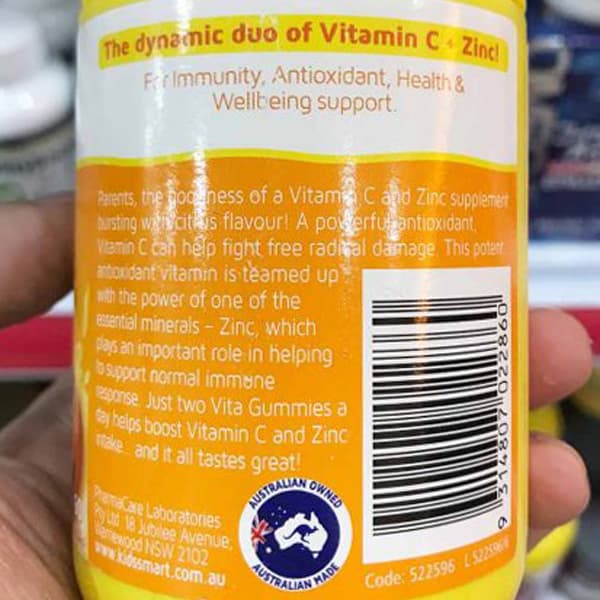 The dynamic duo of Vitamin C + Zinc!
For Immunity, Antioxidant, Health &
Wellbeing support.
Parents, the goodness of a Vitamin C and Zinc supplement
bursting with citrus flavour! A powerful antioxidant,
Vitamin C can help fight free radical damage. This potent
antioxidant vitamin is teamed up
with the power of one of the
essential minerals – Zinc, which
plays an important role in helping
to support normal immune
response. Just two Vita Gummies a
day helps boost Vitamin C and Zinc
intake... and it all tastes great!
PharmaCare Laboratories
Pty Ltd 18 Jubilee Avenue,
Warriewood NSW 2102
www.kidssmart.com.au
AUSTRALIAN OWNED
AUSTRALIAN MADE
9 314807 022860
Code: 522596